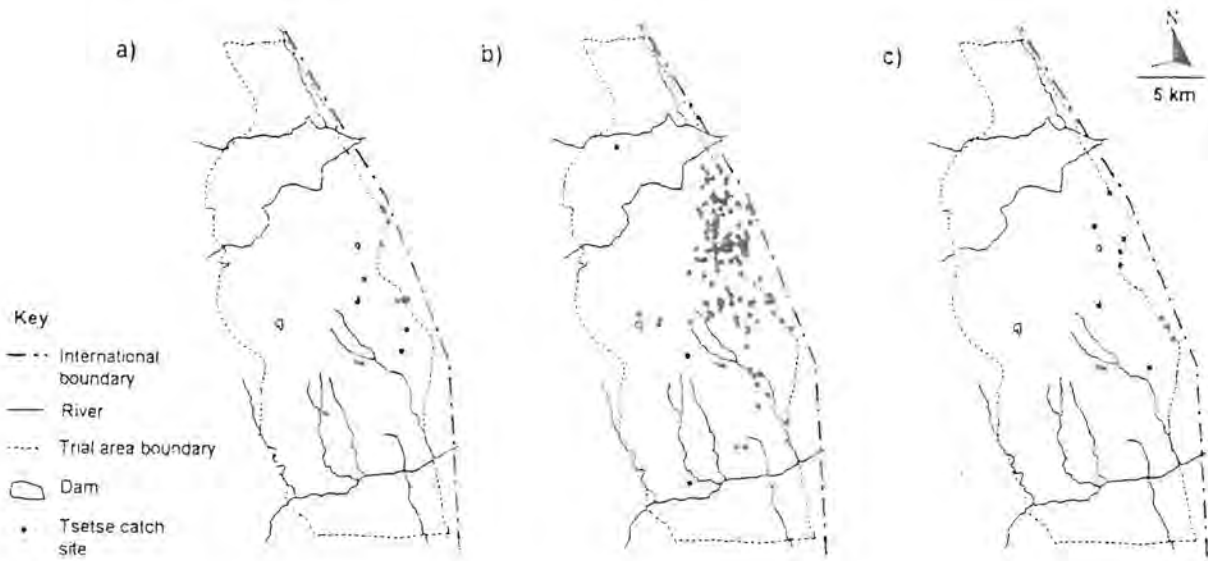 a)
b)
c)
N
5 km
Key
International
boundary
River
Trial area boundary
Dam
Tsetse catch
site